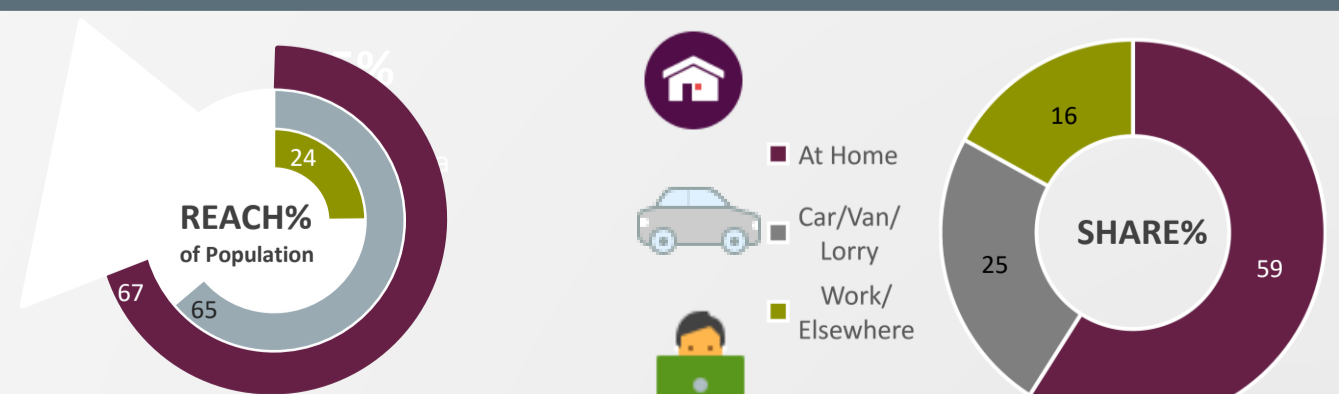 24
REACH%
of Population
67
65
At Home
Car/Van/
Lorry
Work/
Elsewhere
16
SHARE%
25
59